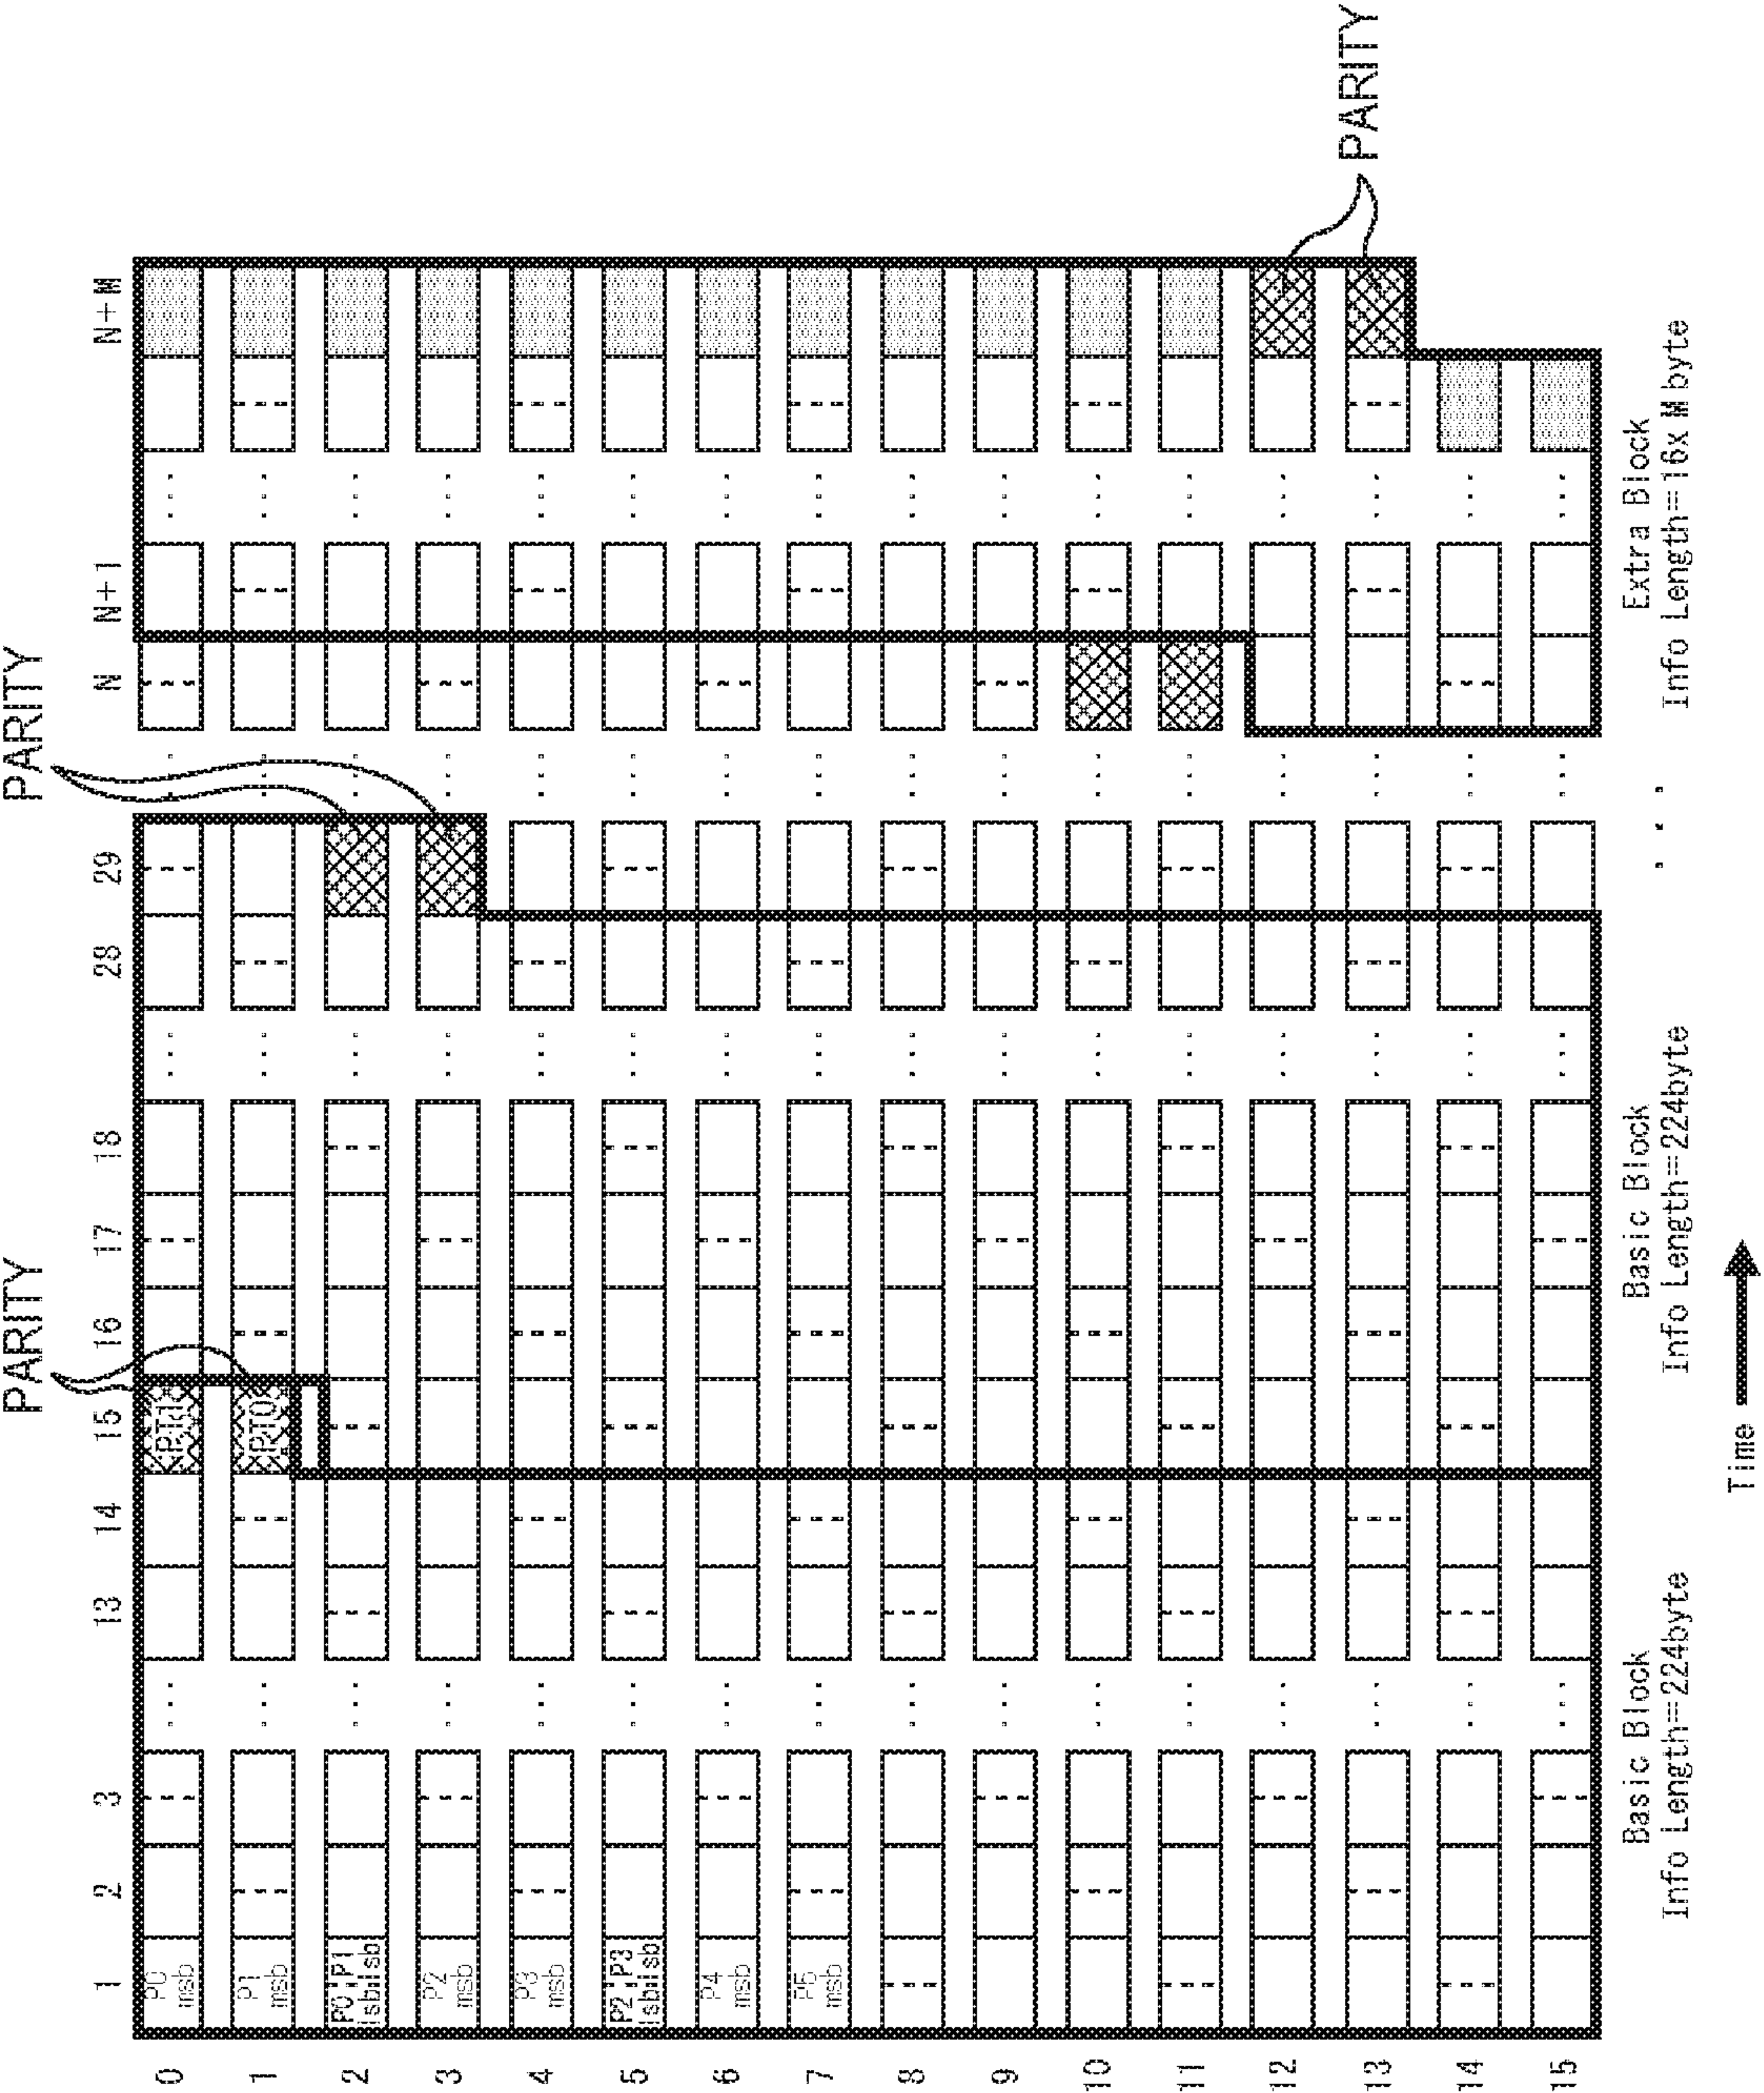 PARITY
PARITY
1
2
3
13
14
15
16
17
18
28
29
N
N+1
N+M
0
P0
msb
PT1
1
P1
msb
PT0
2
P0 P1
lsb lsb
3
P2
msb
4
P3
msb
5
P2 P3
lsb lsb
6
P4
msb
7
P5
msb
8
9
10
11
12
13
PARITY
14
15
Basic Block
Info Length=224byte
Basic Block
Info Length=224byte
Extra Block
Info Length=16x M byte
Time